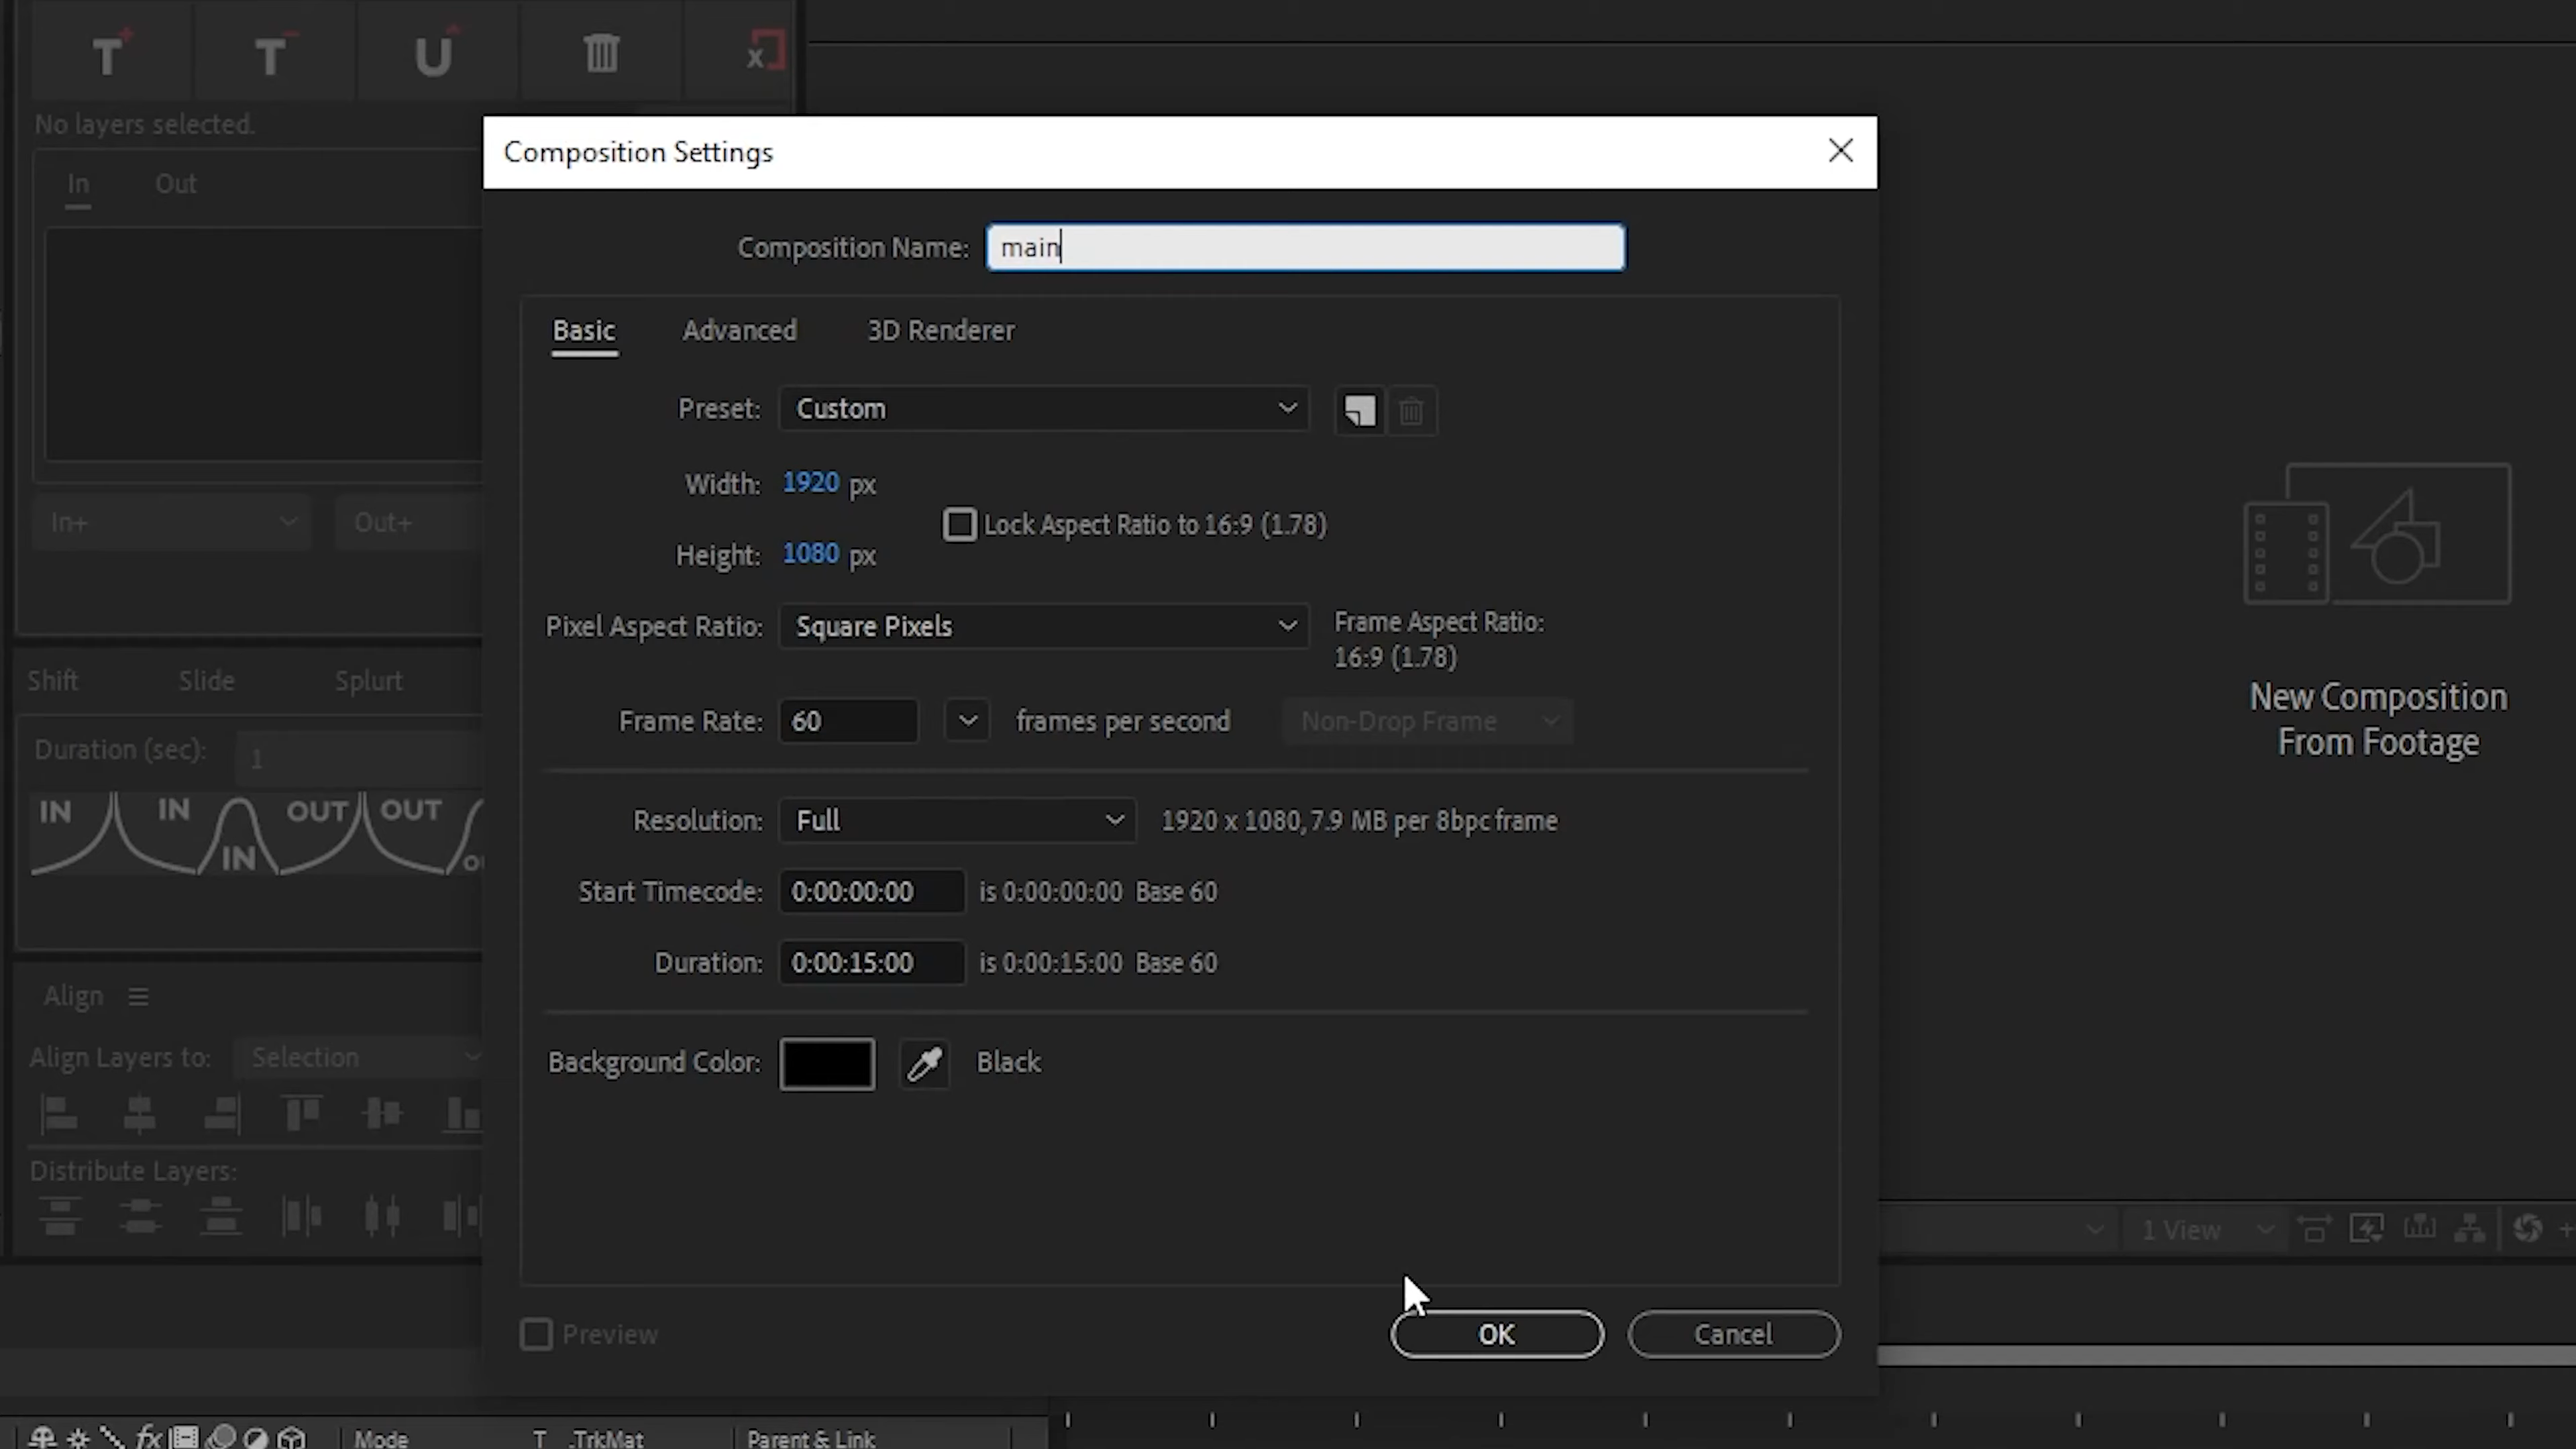 T T U x
No layers selected.
In Out
In+ Out+
Shift Slide Splurt
Duration (sec): 1
IN IN IN OUT OUT
Align
Align Layers to: Selection
Distribute Layers:
Composition Settings
Composition Name: main
Basic Advanced 3D Renderer
Preset: Custom
Width: 1920 px
Lock Aspect Ratio to 16:9 (1.78)
Height: 1080 px
Pixel Aspect Ratio: Square Pixels
Frame Aspect Ratio:
16:9 (1.78)
Frame Rate: 60 frames per second Non-Drop Frame
Resolution: Full 1920 x 1080, 7.9 MB per 8bpc frame
Start Timecode: 0:00:00:00 is 0:00:00:00 Base 60
Duration: 0:00:15:00 is 0:00:15:00 Base 60
Background Color: Black
Preview OK Cancel
New Composition
From Footage
1 View
fx Mode T .TrkMat Parent & Link